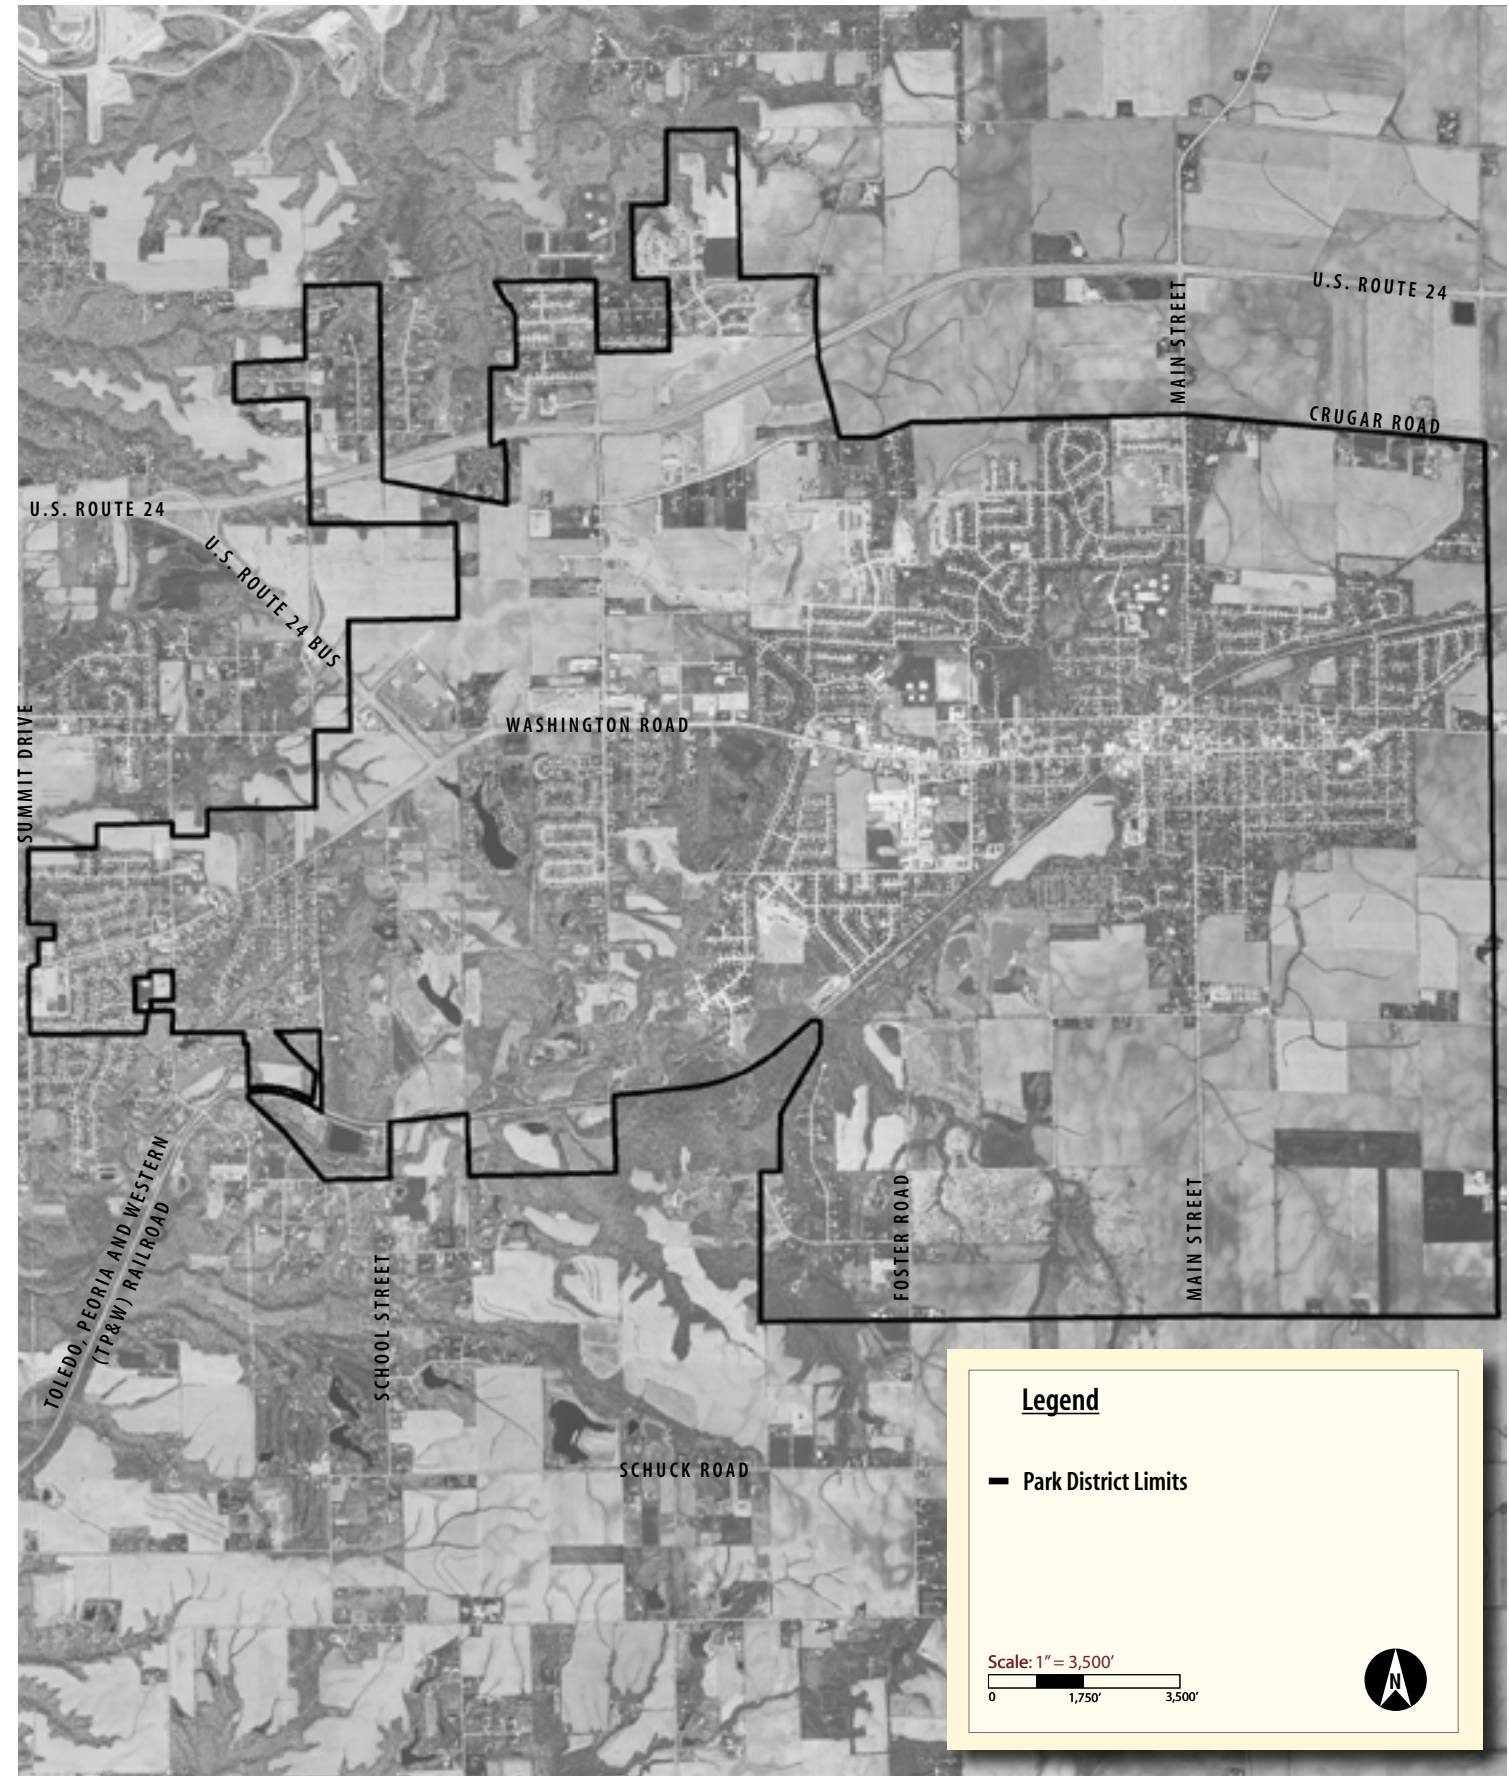 U.S. ROUTE 24
MAIN STREET
CRUGAR ROAD
U.S. ROUTE 24
U.S. ROUTE 24 BUS
WASHINGTON ROAD
SUMMIT DRIVE
TOLEDO, PEORIA AND WESTERN
(TP&W) RAILROAD
SCHOOL STREET
FOSTER ROAD
MAIN STREET
SCHUCK ROAD
Legend
Park District Limits
Scale: 1" = 3,500'
0 1,750' 3,500'
N